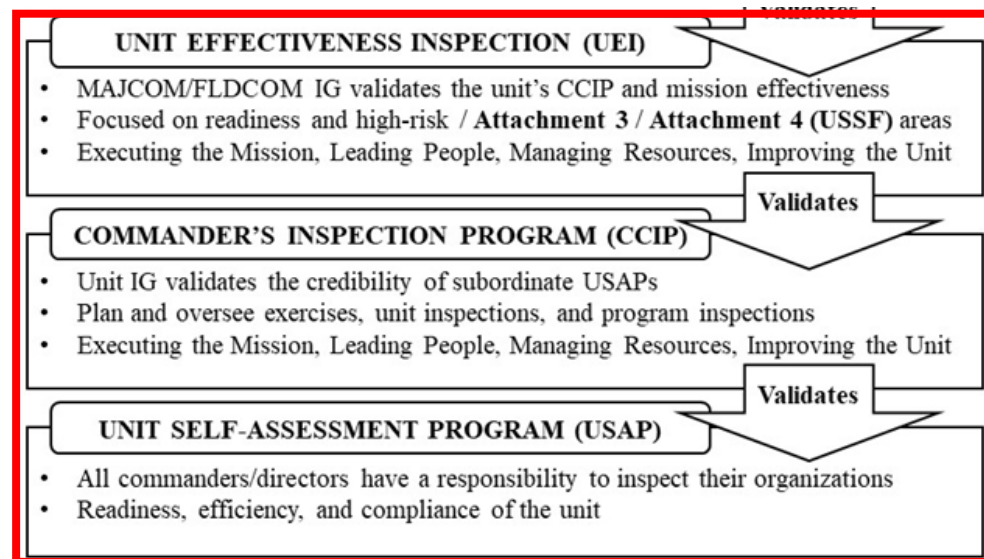 Validates
UNIT EFFECTIVENESS INSPECTION (UEI)
• MAJCOM/FLDCOM IG validates the unit's CCIP and mission effectiveness
• Focused on readiness and high-risk / Attachment 3 / Attachment 4 (USSF) areas
• Executing the Mission, Leading People, Managing Resources, Improving the Unit
Validates
COMMANDER'S INSPECTION PROGRAM (CCIP)
• Unit IG validates the credibility of subordinate USAPs
• Plan and oversee exercises, unit inspections, and program inspections
• Executing the Mission, Leading People, Managing Resources, Improving the Unit
Validates
UNIT SELF-ASSESSMENT PROGRAM (USAP)
• All commanders/directors have a responsibility to inspect their organizations
• Readiness, efficiency, and compliance of the unit